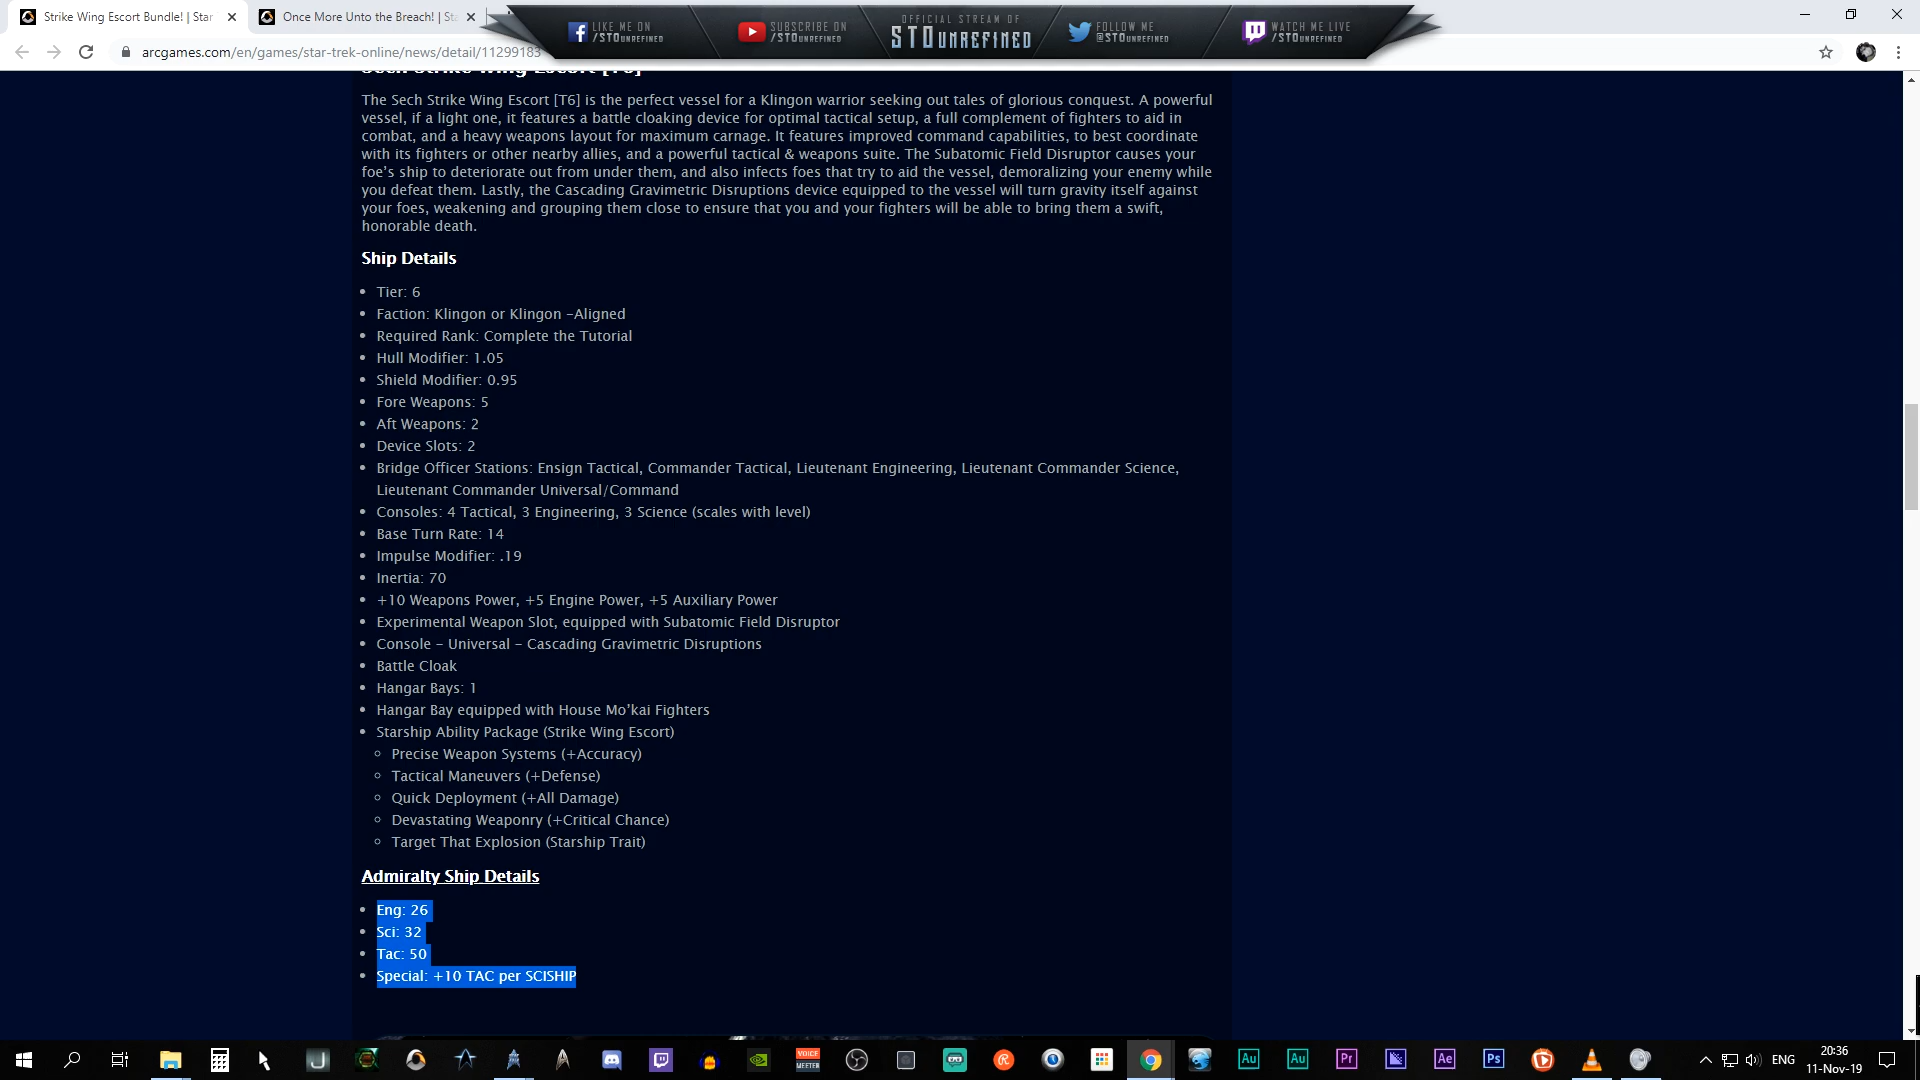 Strike Wing Escort Bundle! | Star
Once More Unto the Breach! | St
LIKE ME ON
/STOUNREFINED
SUBSCRIBE ON
/STOUNREFINED
OFFICIAL STREAM OF
STOUNREFINED
FOLLOW ME
@STOUNREFINED
WATCH ME LIVE
/STOUNREFINED
arcgames.com/en/games/star-trek-online/news/detail/11299183
Sech Strike Wing Escort [T6]
The Sech Strike Wing Escort [T6] is the perfect vessel for a Klingon warrior seeking out tales of glorious conquest. A powerful
vessel, if a light one, it features a battle cloaking device for optimal tactical setup, a full complement of fighters to aid in
combat, and a heavy weapons layout for maximum carnage. It features improved command capabilities, to best coordinate
with its fighters or other nearby allies, and a powerful tactical & weapons suite. The Subatomic Field Disruptor causes your
foe’s ship to deteriorate out from under them, and also infects foes that try to aid the vessel, demoralizing your enemy while
you defeat them. Lastly, the Cascading Gravimetric Disruptions device equipped to the vessel will turn gravity itself against
your foes, weakening and grouping them close to ensure that you and your fighters will be able to bring them a swift,
honorable death.
Ship Details
Tier: 6
Faction: Klingon or Klingon –Aligned
Required Rank: Complete the Tutorial
Hull Modifier: 1.05
Shield Modifier: 0.95
Fore Weapons: 5
Aft Weapons: 2
Device Slots: 2
Bridge Officer Stations: Ensign Tactical, Commander Tactical, Lieutenant Engineering, Lieutenant Commander Science,
Lieutenant Commander Universal/Command
Consoles: 4 Tactical, 3 Engineering, 3 Science (scales with level)
Base Turn Rate: 14
Impulse Modifier: .19
Inertia: 70
+10 Weapons Power, +5 Engine Power, +5 Auxiliary Power
Experimental Weapon Slot, equipped with Subatomic Field Disruptor
Console – Universal – Cascading Gravimetric Disruptions
Battle Cloak
Hangar Bays: 1
Hangar Bay equipped with House Mo’kai Fighters
Starship Ability Package (Strike Wing Escort)
Precise Weapon Systems (+Accuracy)
Tactical Maneuvers (+Defense)
Quick Deployment (+All Damage)
Devastating Weaponry (+Critical Chance)
Target That Explosion (Starship Trait)
Admiralty Ship Details
Eng: 26
Sci: 32
Tac: 50
Special: +10 TAC per SCISHIP
VOICE
MEETER
Au
Au
Pr
Ae
Ps
ENG
20:36
11-Nov-19